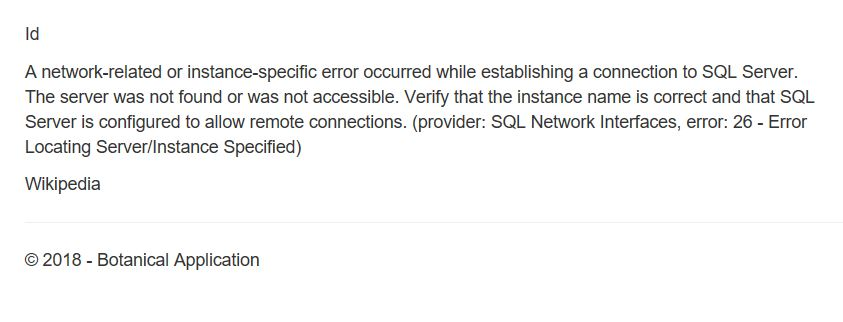 Id
A network-related or instance-specific error occurred while establishing a connection to SQL Server.
The server was not found or was not accessible. Verify that the instance name is correct and that SQL
Server is configured to allow remote connections. (provider: SQL Network Interfaces, error: 26 - Error
Locating Server/Instance Specified)
Wikipedia
© 2018 - Botanical Application